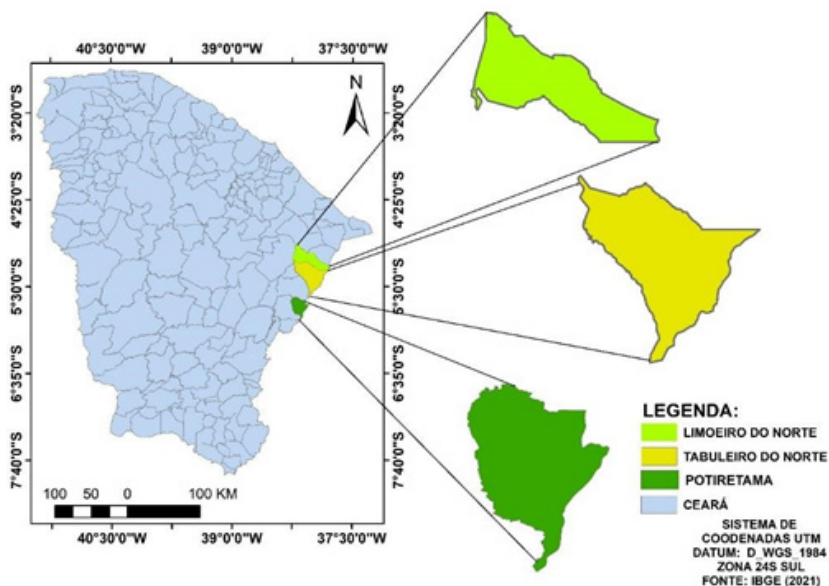 40°30'0"W 39°0'0"W 37°30'0"W
N
3°20'0"S
4°25'0"S
5°30'0"S
6°35'0"S
7°40'0"S
3°20'0"S
4°25'0"S
5°30'0"S
6°35'0"S
7°40'0"S
100 50 0 100 KM
40°30'0"W 39°0'0"W 37°30'0"W
LEGENDA:
LIMOEIRO DO NORTE
TABULEIRO DO NORTE
POTIRETAMA
CEARÁ
SISTEMA DE
COODENADAS UTM
DATUM: D_WGS_1984
ZONA 24S SUL
FONTE: IBGE (2021)